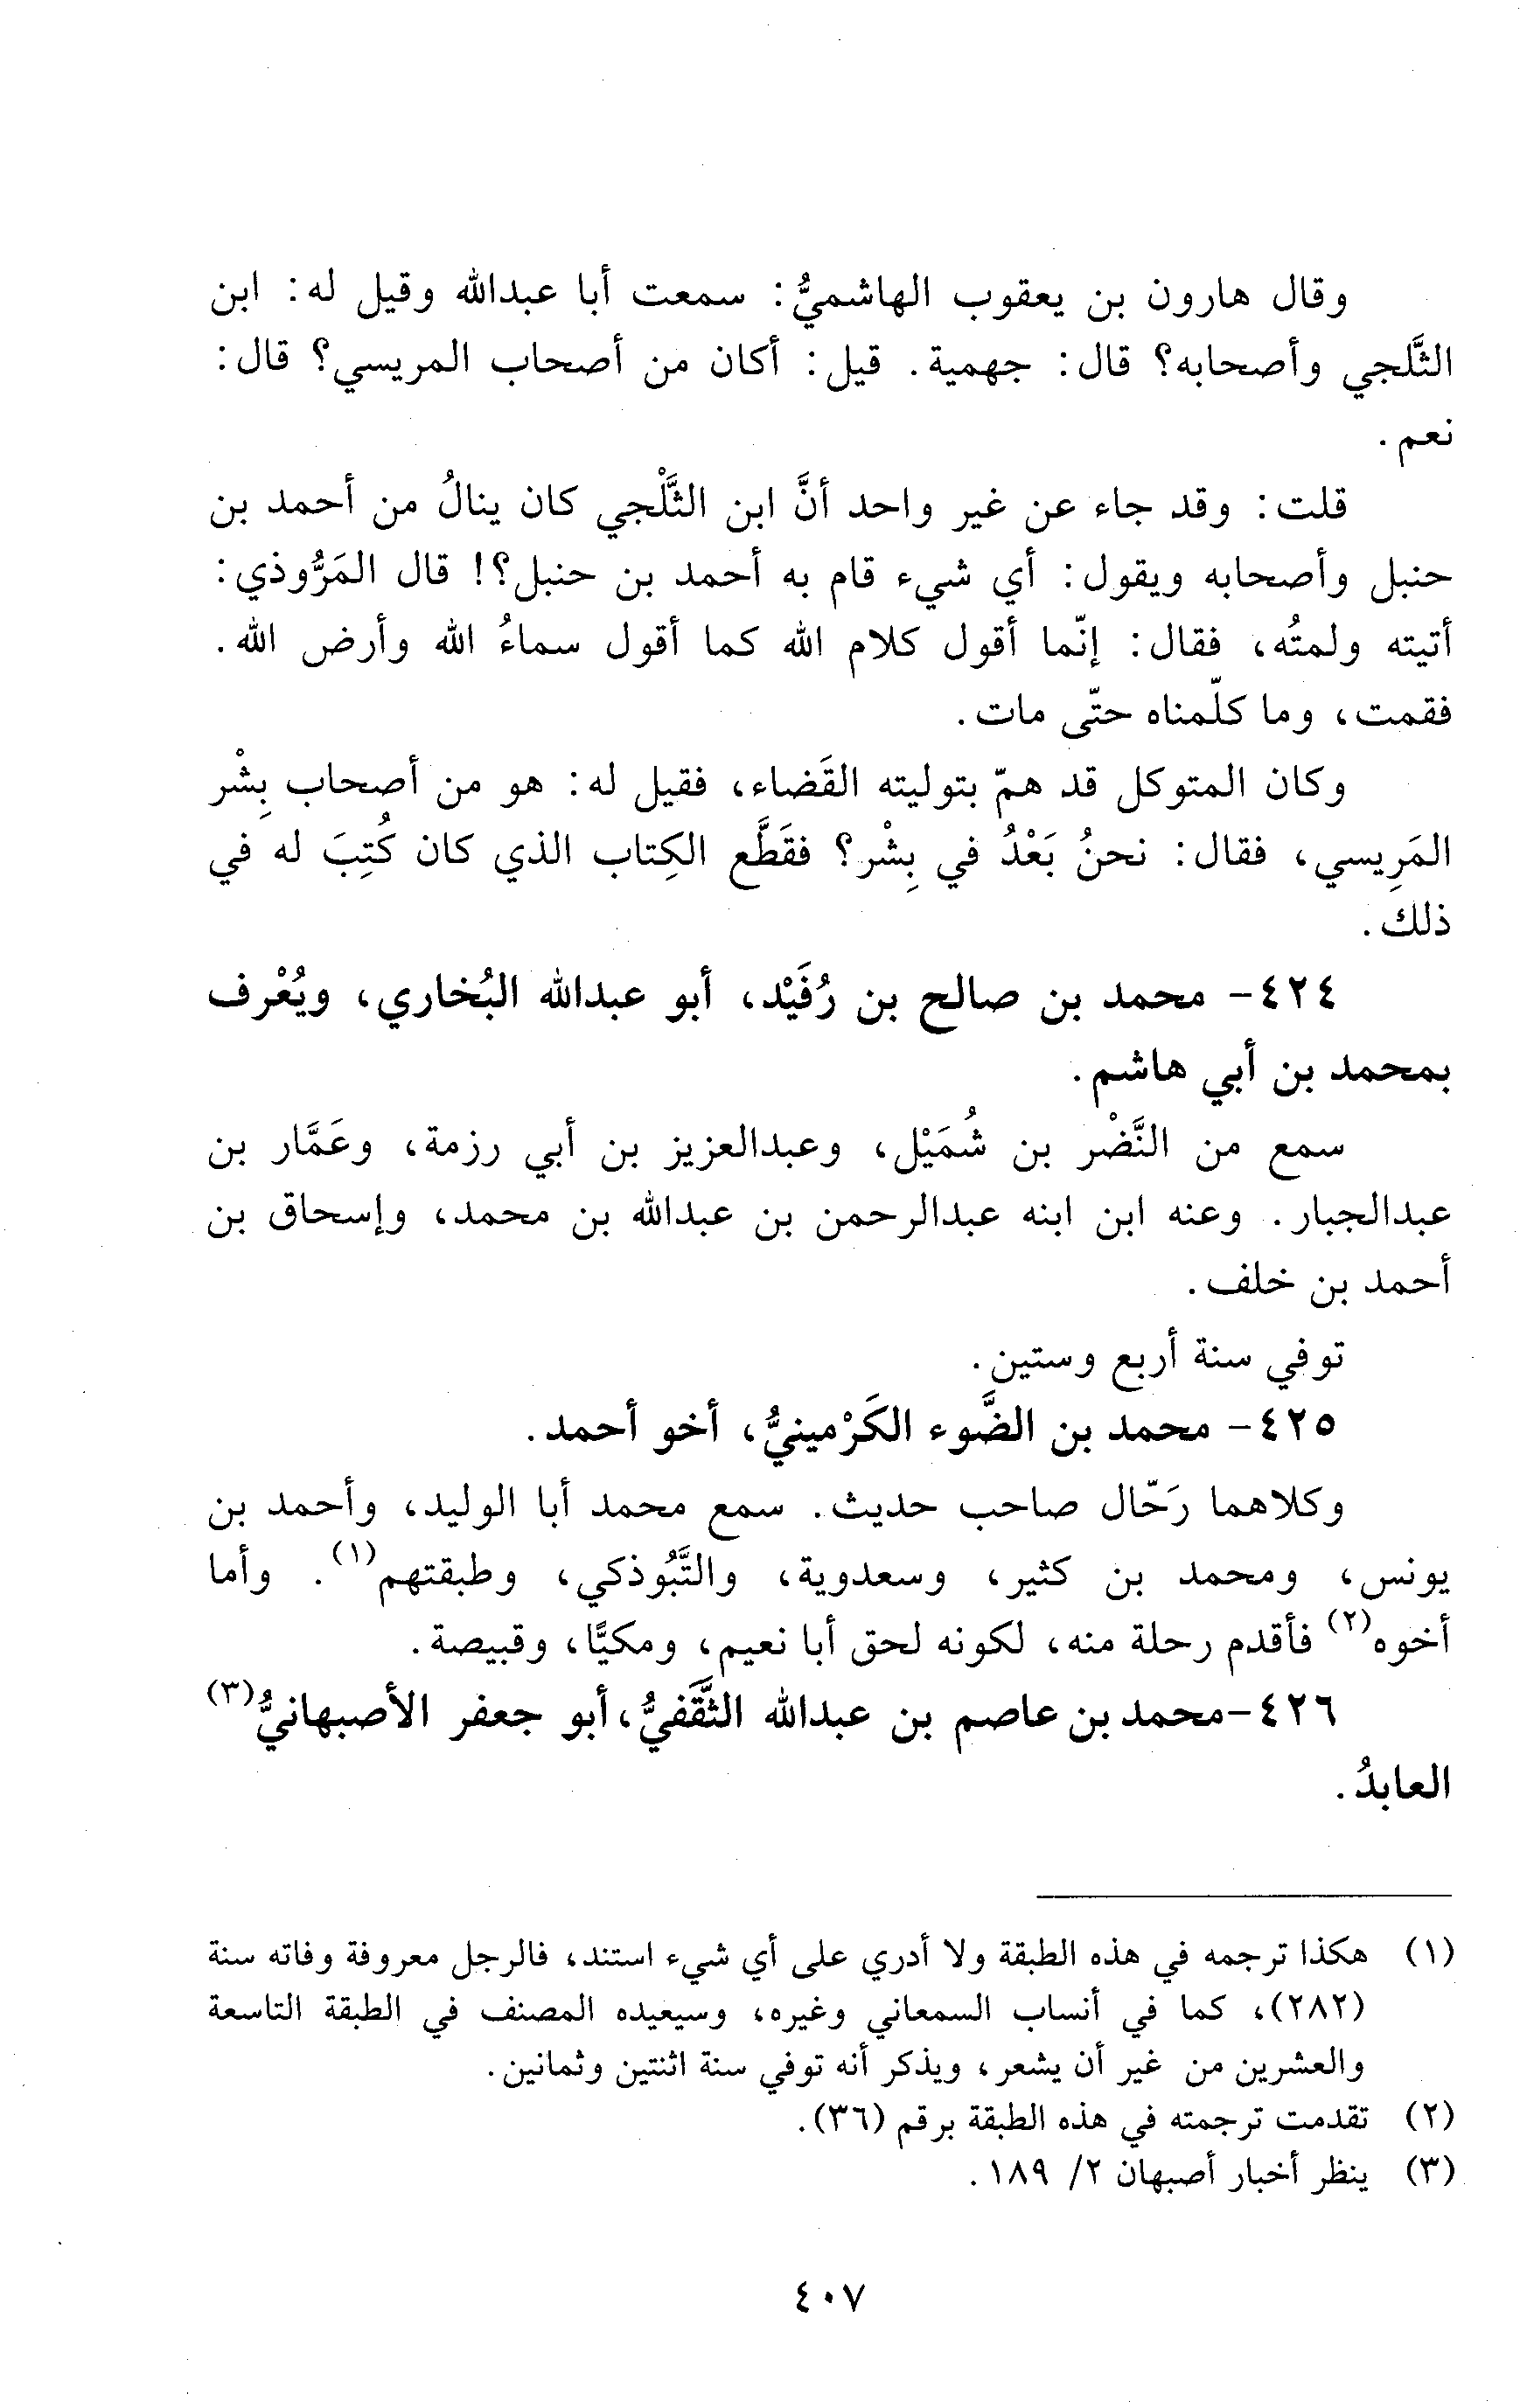 وقال هارون بن يعقوب الهاشميُّ: سمعت أبا عبدالله وقيل له: ابن
الثَّلجي وأصحابه؟ قال: جهمية. قيل: أكان من أصحاب المريسي؟ قال:
نعم.
قلت: وقد جاء عن غير واحد أنَّ ابن الثَّلْجي كان ينالُ من أحمد بن
حنبل وأصحابه ويقول: أي شيء قام به أحمد بن حنبل؟! قال المَرُّوذي:
أتيته ولمتُه، فقال: إنّما أقول كلام الله كما أقول سماءُ الله وأرض الله.
فقمت، وما كلّمناه حتّى مات.
وكان المتوكل قد همّ بتوليته القَضاء، فقيل له: هو من أصحاب بِشْر
المَرِيسي، فقال: نحنُ بَعْدُ في بِشْر؟ فقَطَّع الكِتاب الذي كان كُتِبَ له في
ذلك.
٤٢٤- محمد بن صالح بن رُفَيْد، أبو عبدالله البُخاري، ويُعْرف
بمحمد بن أبي هاشم.
سمع من النَّضْر بن شُمَيْل، وعبدالعزيز بن أبي رزمة، وعَمَّار بن
عبدالجبار. وعنه ابن ابنه عبدالرحمن بن عبدالله بن محمد، وإسحاق بن
أحمد بن خلف.
توفي سنة أربع وستين.
٤٢٥- محمد بن الضَّوء الكَرْمينيُّ، أخو أحمد.
وكلاهما رَحّال صاحب حديث. سمع محمد أبا الوليد، وأحمد بن
يونس، ومحمد بن كثير، وسعدوية، والتَّبُوذكي، وطبقتهم(١). وأما
أخوه(٢) فأقدم رحلة منه، لكونه لحق أبا نعيم، ومكيًّا، وقبيصة.
٤٢٦-محمد بن عاصم بن عبدالله الثَّقَفيُّ، أبو جعفر الأصبهانيُّ(٣)
العابدُ.
(١) هكذا ترجمه في هذه الطبقة ولا أدري على أي شيء استند، فالرجل معروفة وفاته سنة
(٢٨٢)، كما في أنساب السمعاني وغيره، وسيعيده المصنف في الطبقة التاسعة
والعشرين من غير أن يشعر، ويذكر أنه توفي سنة اثنتين وثمانين.
(٢) تقدمت ترجمته في هذه الطبقة برقم (٣٦).
(٣) ينظر أخبار أصبهان ٢/ ١٨٩.
٤٠٧